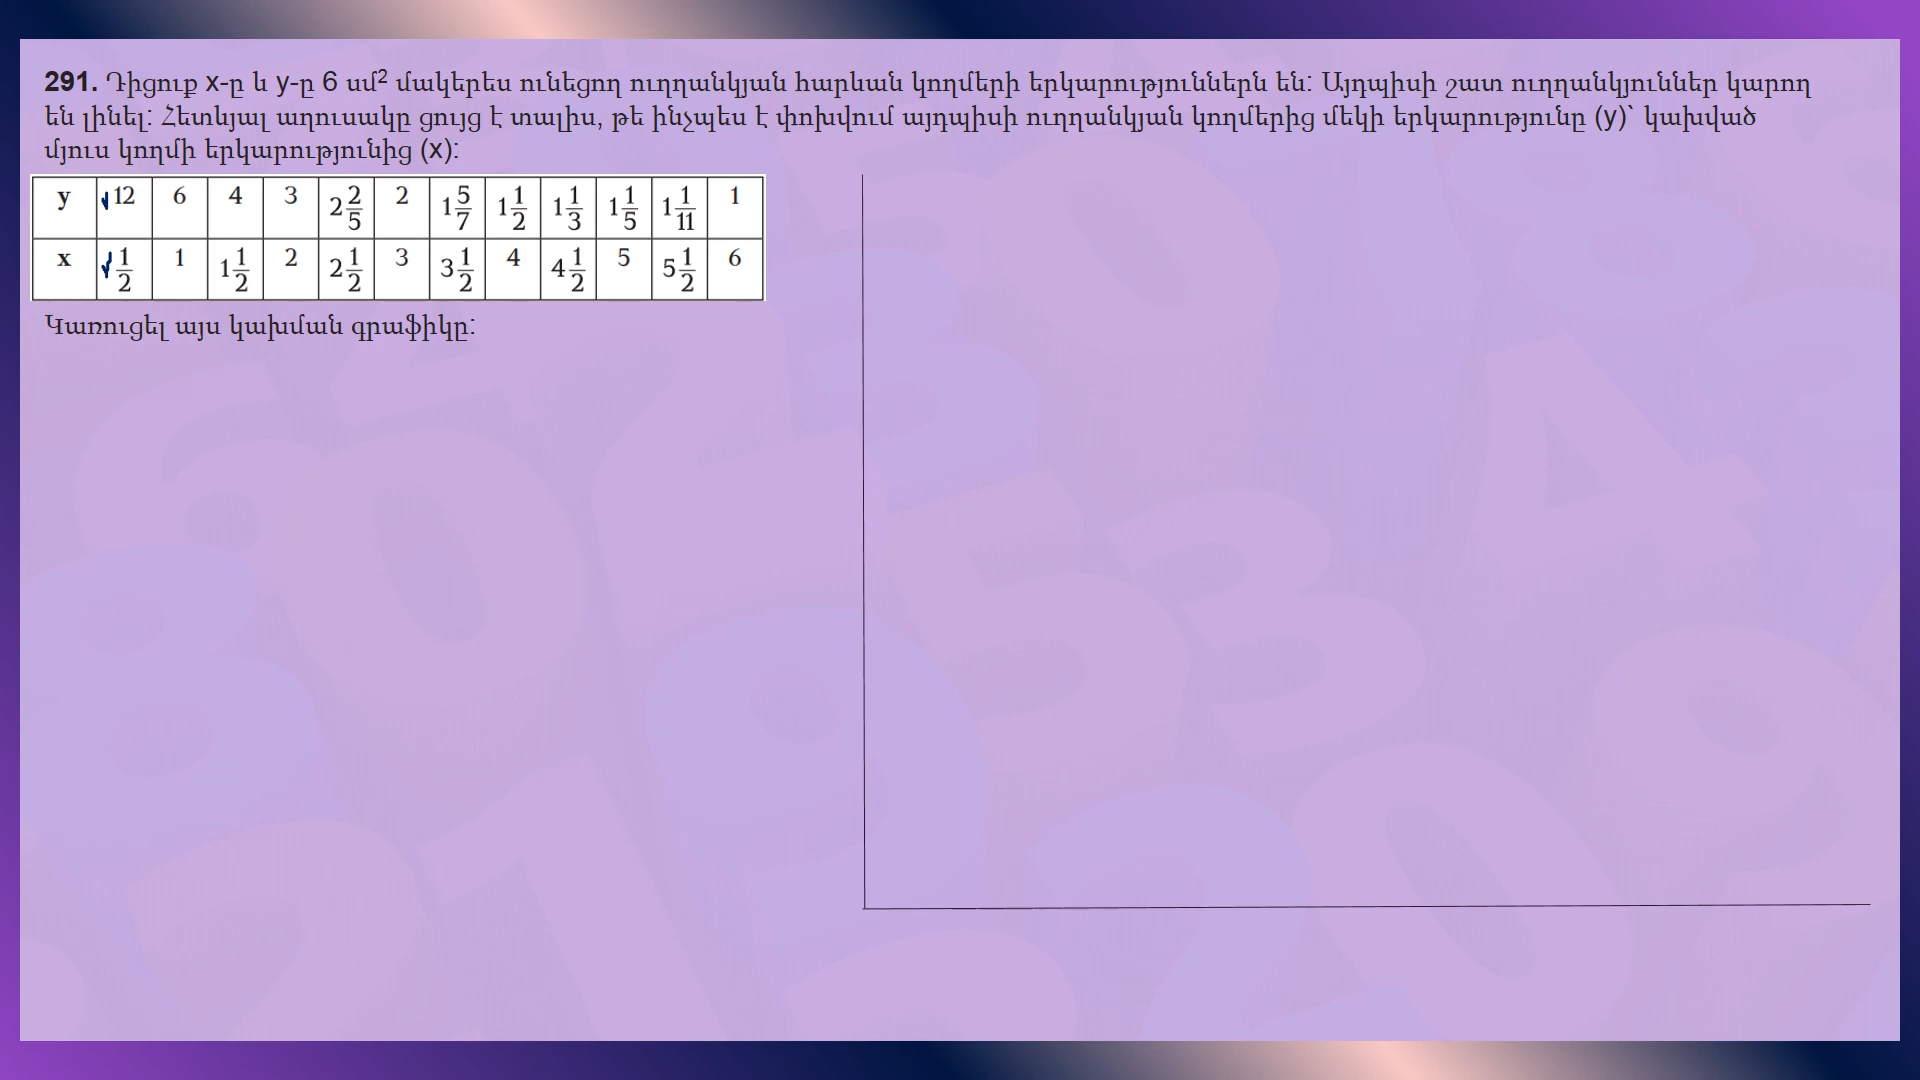 291. Դիցուք x-ը և y-ը 6 սմ² մակերես ունեցող ուղղանկյան հարևան կողմերի երկարություններն են: Այդպիսի շատ ուղղանկյուններ կարող
են լինել: Հետևյալ աղուսակը ցույց է տալիս, թե ինչպես է փոխվում այդպիսի ուղղանկյան կողմերից մեկի երկարությունը (y)` կախված
մյուս կողմի երկարությունից (x):
y 12 6 4 3 2 2/5 2 1 5/7 1 1/2 1 1/3 1 1/5 1 1/11 1
x 1/2 1 1 1/2 2 2 1/2 3 3 1/2 4 4 1/2 5 5 1/2 6
Կառուցել այս կախման գրաֆիկը: